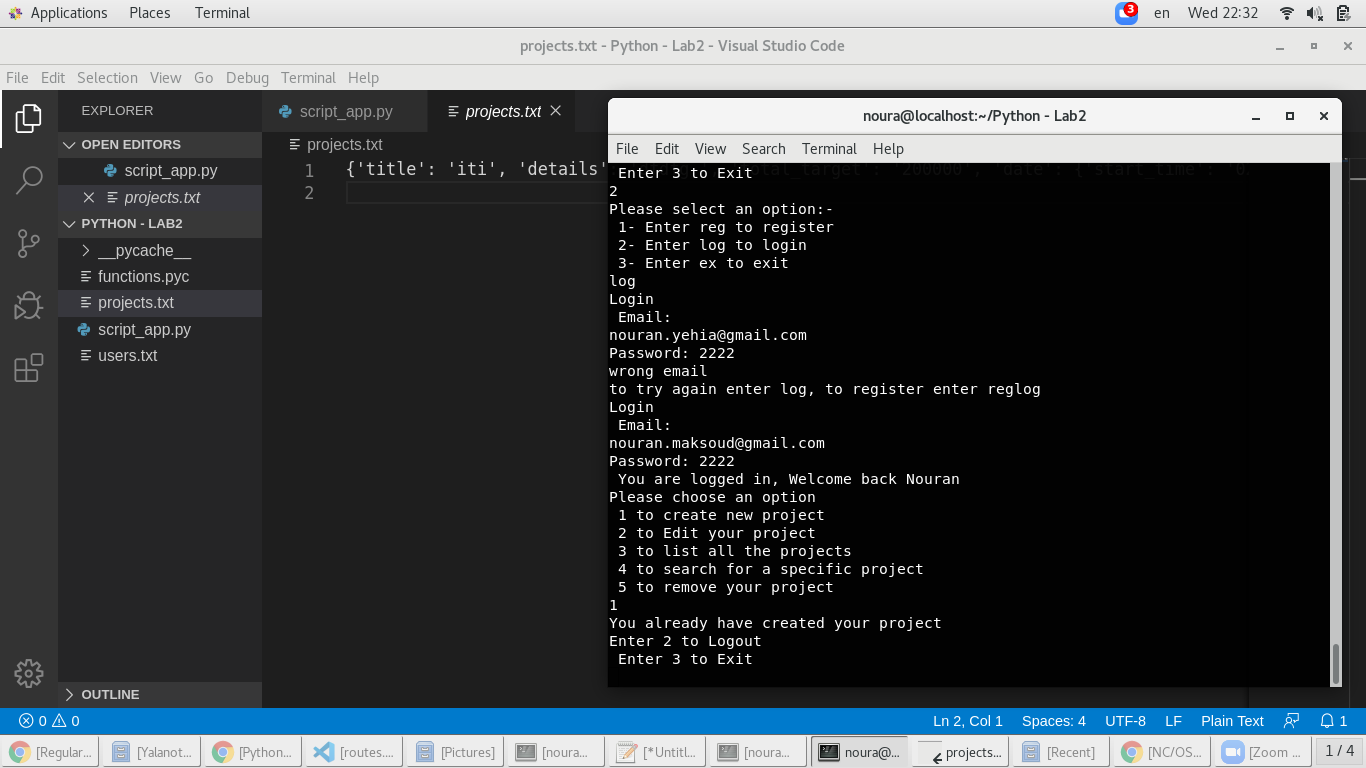 Applications Places Terminal 3 en Wed 22:32
projects.txt - Python - Lab2 - Visual Studio Code
File Edit Selection View Go Debug Terminal Help
EXPLORER
OPEN EDITORS
script_app.py
projects.txt
PYTHON - LAB2
__pycache__
functions.pyc
projects.txt
script_app.py
users.txt
OUTLINE
script_app.py projects.txt
projects.txt
1 {'title': 'iti', 'details'
2
noura@localhost:~/Python - Lab2
File Edit View Search Terminal Help
Enter 3 to Exit
2
Please select an option:-
1- Enter reg to register
2- Enter log to login
3- Enter ex to exit
log
Login
Email:
nouran.yehia@gmail.com
Password: 2222
wrong email
to try again enter log, to register enter reglog
Login
Email:
nouran.maksoud@gmail.com
Password: 2222
You are logged in, Welcome back Nouran
Please choose an option
1 to create new project
2 to Edit your project
3 to list all the projects
4 to search for a specific project
5 to remove your project
1
You already have created your project
Enter 2 to Logout
Enter 3 to Exit
0 0 Ln 2, Col 1 Spaces: 4 UTF-8 LF Plain Text 1
[Regular... [Yalanot... [Python... [routes.... [Pictures] [noura... [*Untitl... [noura... noura@... projects... [Recent] [NC/OS... [Zoom ... 1 / 4